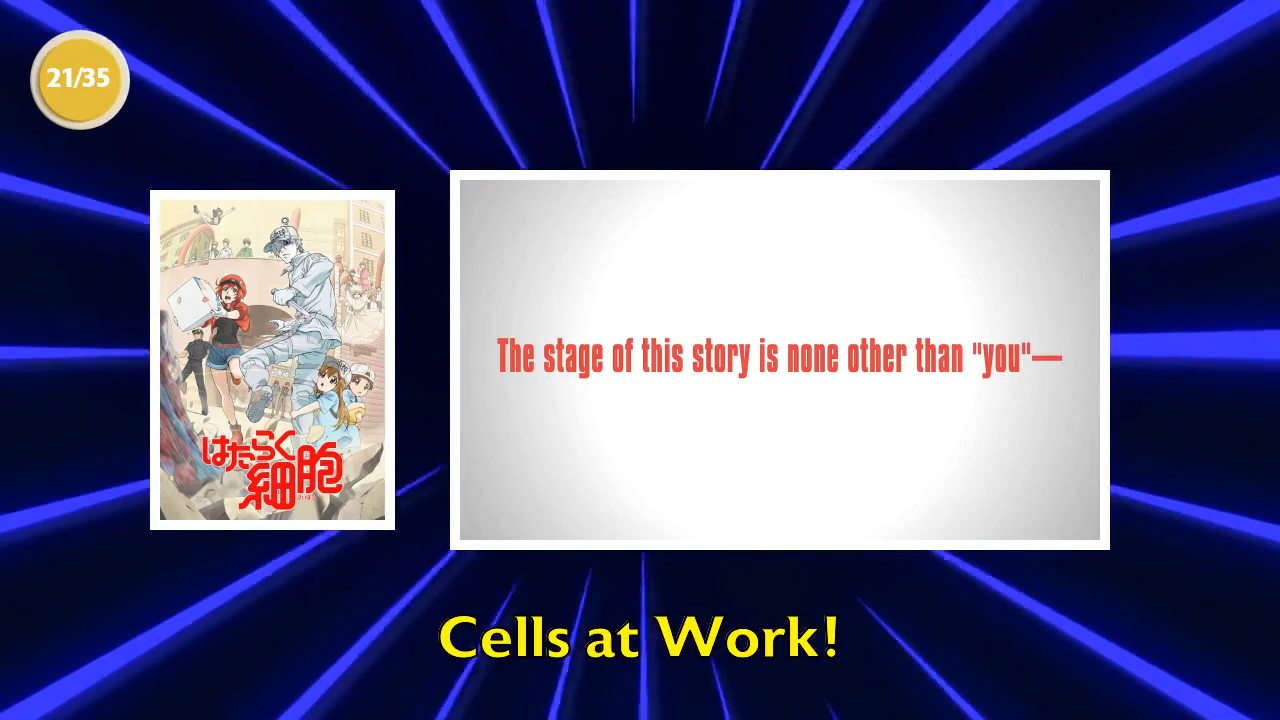 21/35
The stage of this story is none other than "you"—
はたらく
細胞
Cells at Work!